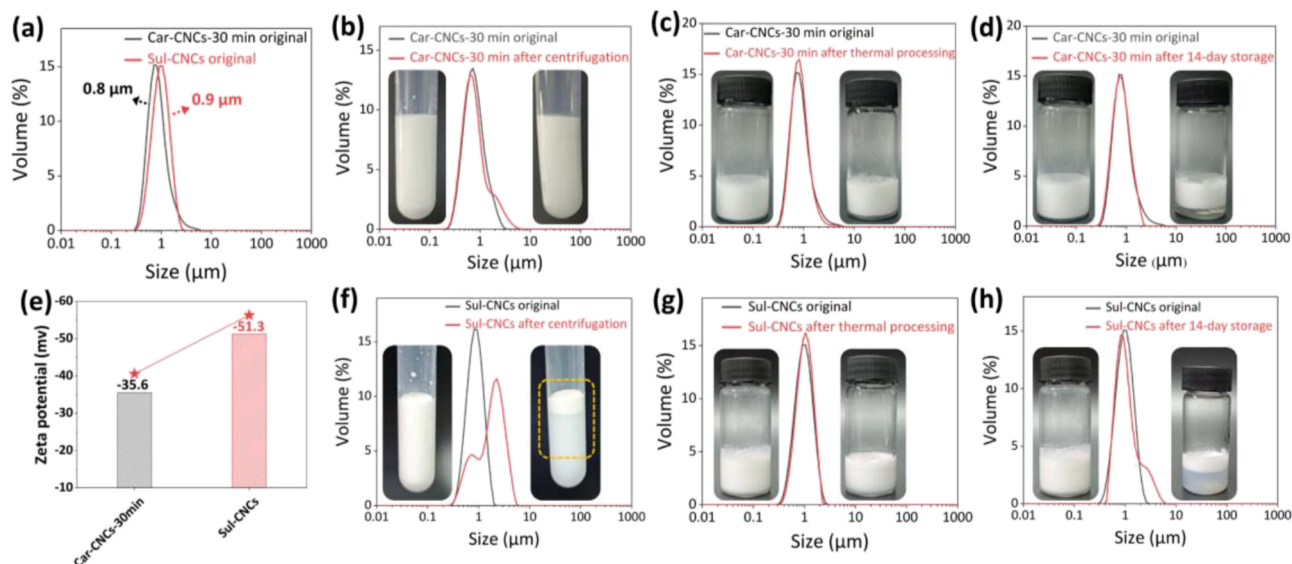 (a)
Car-CNCs-30 min original
Sul-CNCs original
0.8 μm
0.9 μm
Volume (%)
15
10
5
0
0.01 0.1 1 10 100 1000
Size (μm)
(b)
Car-CNCs-30 min original
Car-CNCs-30 min after centrifugation
Volume (%)
15
10
5
0
0.01 0.1 1 10 100 1000
Size (μm)
(c)
Car-CNCs-30 min original
Car-CNCs-30 min after thermal processing
Volume (%)
20
15
10
5
0
0.01 0.1 1 10 100 1000
Size (μm)
(d)
Car-CNCs-30 min original
Car-CNCs-30 min after 14-day storage
Volume (%)
20
15
10
5
0
0.01 0.1 1 10 100 1000
Size (μm)
(e)
Zeta potential (mv)
-60
-50
-40
-30
-20
-10
-35.6
-51.3
Car-CNCs-30min
Sul-CNCs
(f)
Sul-CNCs original
Sul-CNCs after centrifugation
Volume (%)
15
10
5
0
0.01 0.1 1 10 100 1000
Size (μm)
(g)
Sul-CNCs original
Sul-CNCs after thermal processing
Volume (%)
15
10
5
0
0.01 0.1 1 10 100 1000
Size (μm)
(h)
Sul-CNCs original
Sul-CNCs after 14-day storage
Volume (%)
15
10
5
0
0.01 0.1 1 10 100 1000
Size (μm)